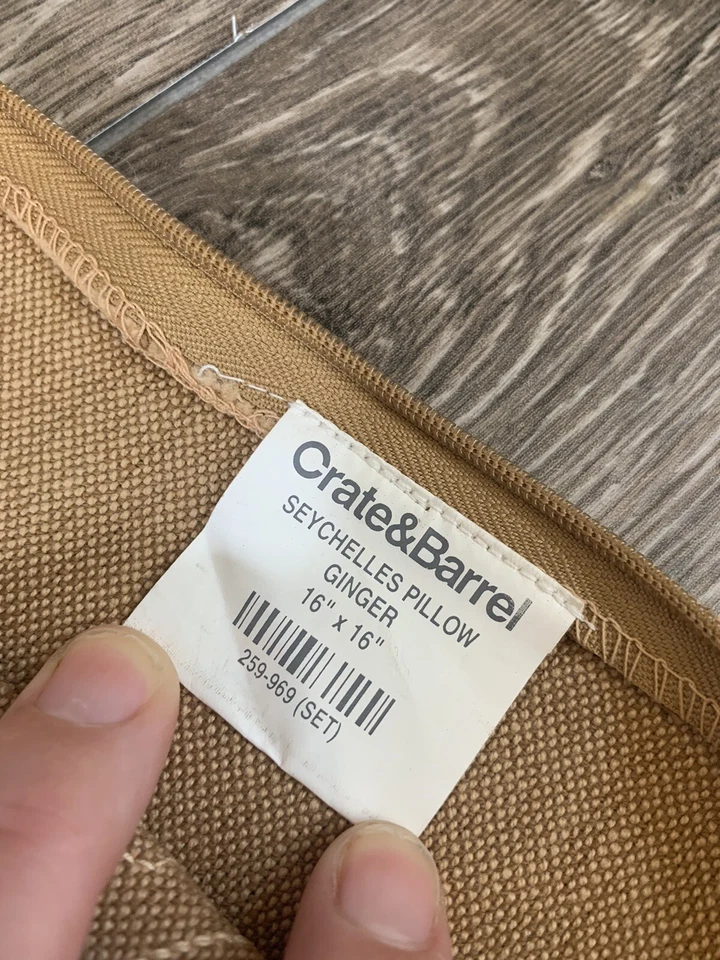 Crate&Barrel
SEYCHELLES PILLOW
GINGER
16" x 16"
259-969 (SET)